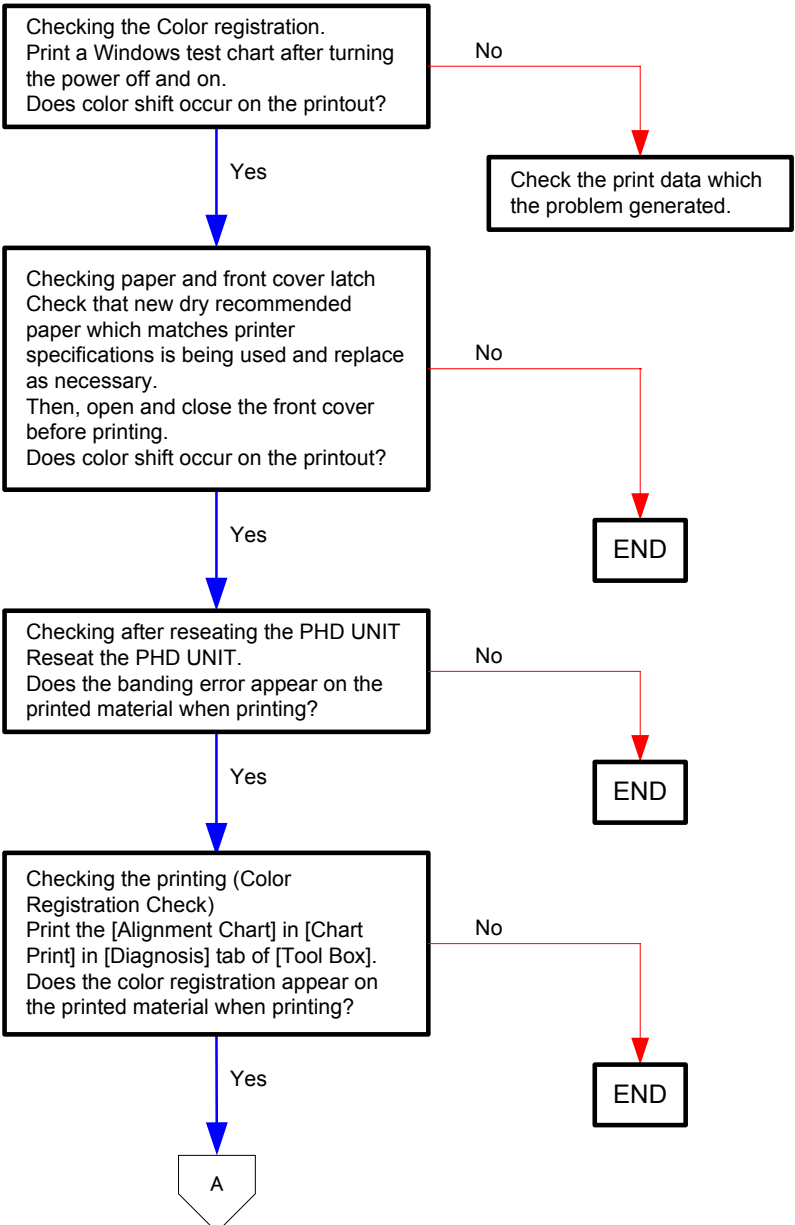 Checking the Color registration.
Print a Windows test chart after turning
the power off and on.
Does color shift occur on the printout?
No
Yes
Check the print data which
the problem generated.
Checking paper and front cover latch
Check that new dry recommended
paper which matches printer
specifications is being used and replace
as necessary.
Then, open and close the front cover
before printing.
Does color shift occur on the printout?
No
Yes
END
Checking after reseating the PHD UNIT
Reseat the PHD UNIT.
Does the banding error appear on the
printed material when printing?
No
Yes
END
Checking the printing (Color
Registration Check)
Print the [Alignment Chart] in [Chart
Print] in [Diagnosis] tab of [Tool Box].
Does the color registration appear on
the printed material when printing?
No
Yes
END
A